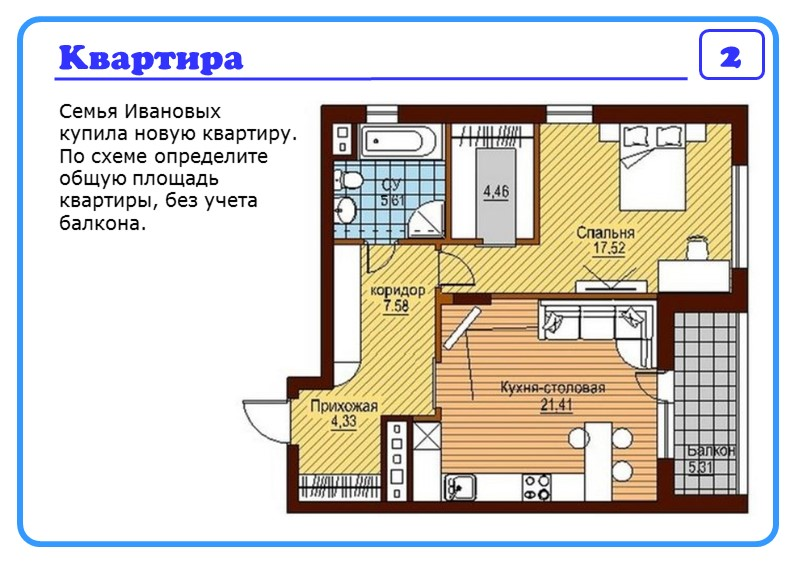 Квартира
2
Семья Ивановых
купила новую квартиру.
По схеме определите
общую площадь
квартиры, без учета
балкона.
СУ
5.61
4,46
Спальня
17,52
коридор
7.58
Кухня-столовая
21,41
Прихожая
4,33
Балкон
5.31